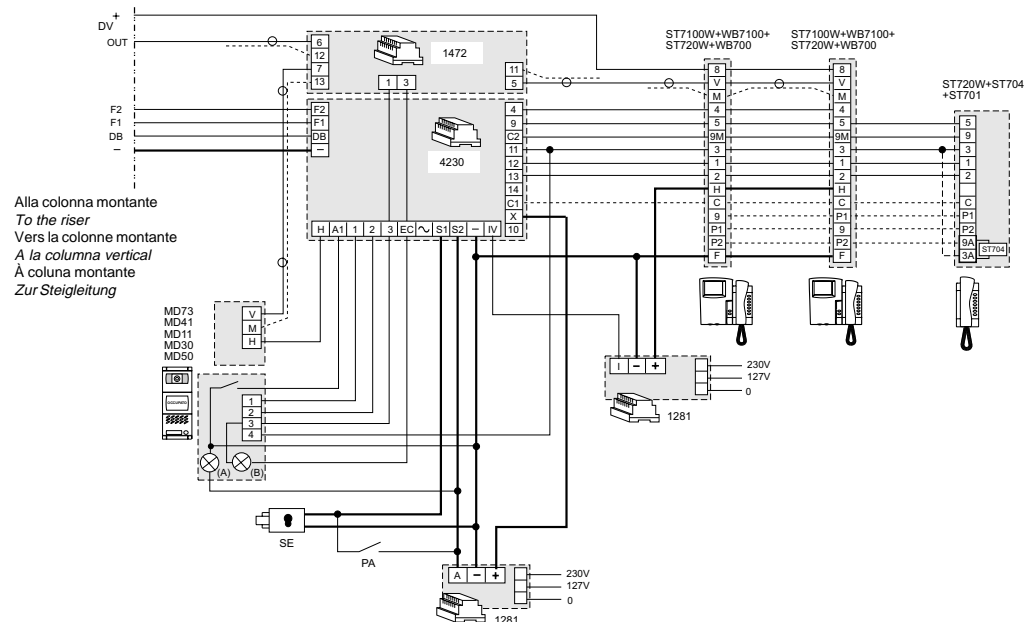 +
DV
OUT
F2
F1
DB
–
Alla colonna montante
To the riser
Vers la colonne montante
A la columna vertical
À coluna montante
Zur Steigleitung
6
12
7
13
1472
1 3
11
5
F2
F1
DB
–
4230
4
9
C2
11
12
13
14
C1
X
10
H A1 1 2 3 EC ∿ S1 S2 – IV
MD73
MD41
MD11
MD30
MD50
V
M
H
OCCUPATO
1
2
3
4
(A) (B)
SE
PA
A – +
230V
127V
0
1281
I – +
230V
127V
0
1281
ST7100W+WB7100+
ST720W+WB700
8
V
M
4
5
9M
3
1
2
H
C
9
P1
P2
F
ST7100W+WB7100+
ST720W+WB700
8
V
M
4
5
9M
3
1
2
H
C
P1
9
P2
F
ST720W+ST704
+ST701
5
9
3
1
2
C
P1
P2
9A
3A
ST704